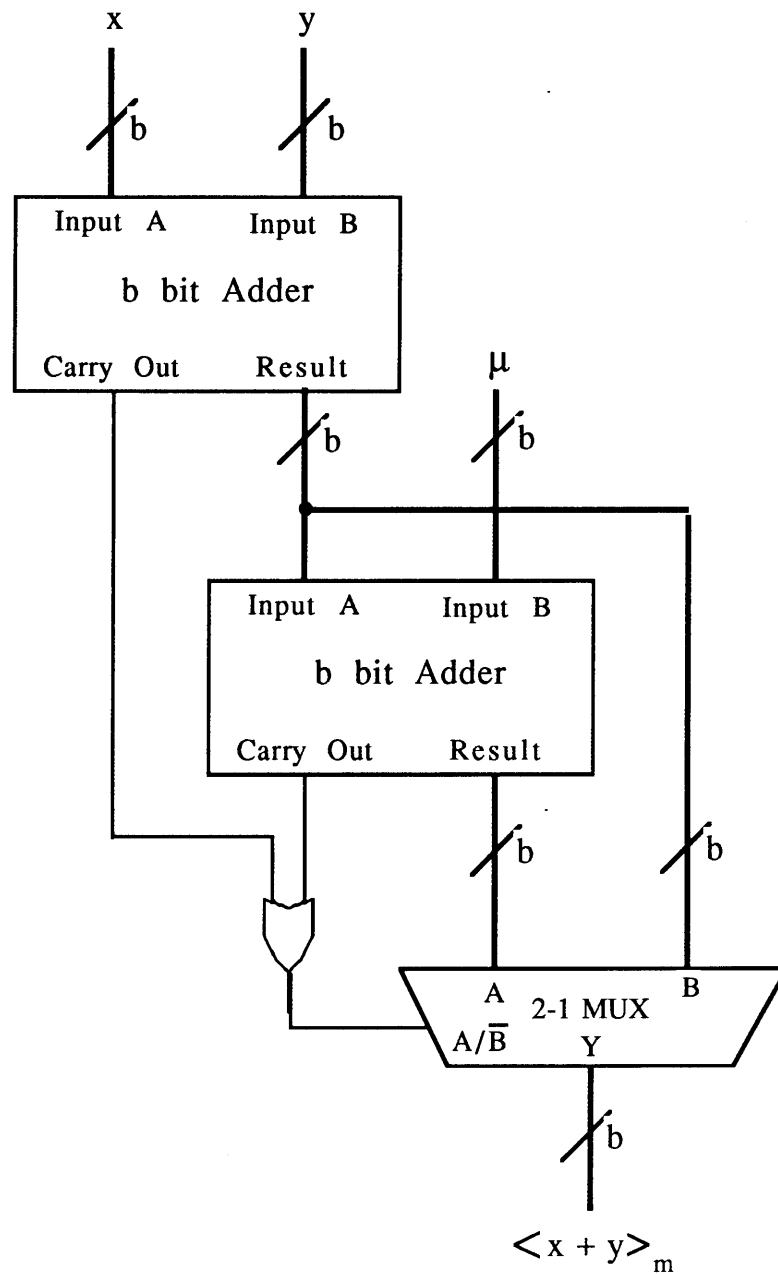 x y
b b
Input A Input B
b bit Adder
Carry Out Result
μ
b b
Input A Input B
b bit Adder
Carry Out Result
b b
A B
2-1 MUX
A/B̅
Y
b
<x + y>m